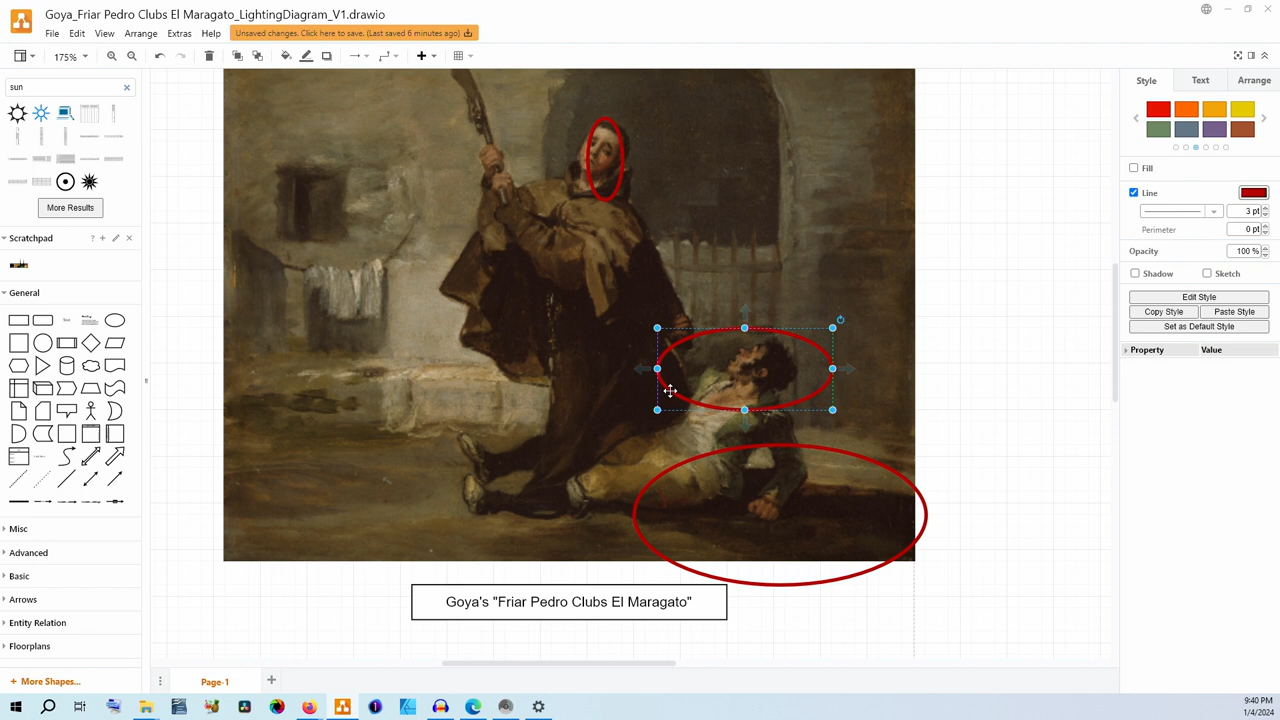 Goya_Friar Pedro Clubs El Maragato_LightingDiagram_V1.drawio
File Edit View Arrange Extras Help
Unsaved changes. Click here to save. (Last saved 6 minutes ago)
175%
sun
More Results
Scratchpad
?
General
Text
Misc
Advanced
Basic
Arrows
Entity Relation
Floorplans
+ More Shapes...
Goya's "Friar Pedro Clubs El Maragato"
Page-1
Style Text Arrange
Fill
Line
3 pt
Perimeter
0 pt
Opacity
100 %
Shadow Sketch
Edit Style
Copy Style Paste Style
Set as Default Style
Property Value
9:40 PM
1/4/2024